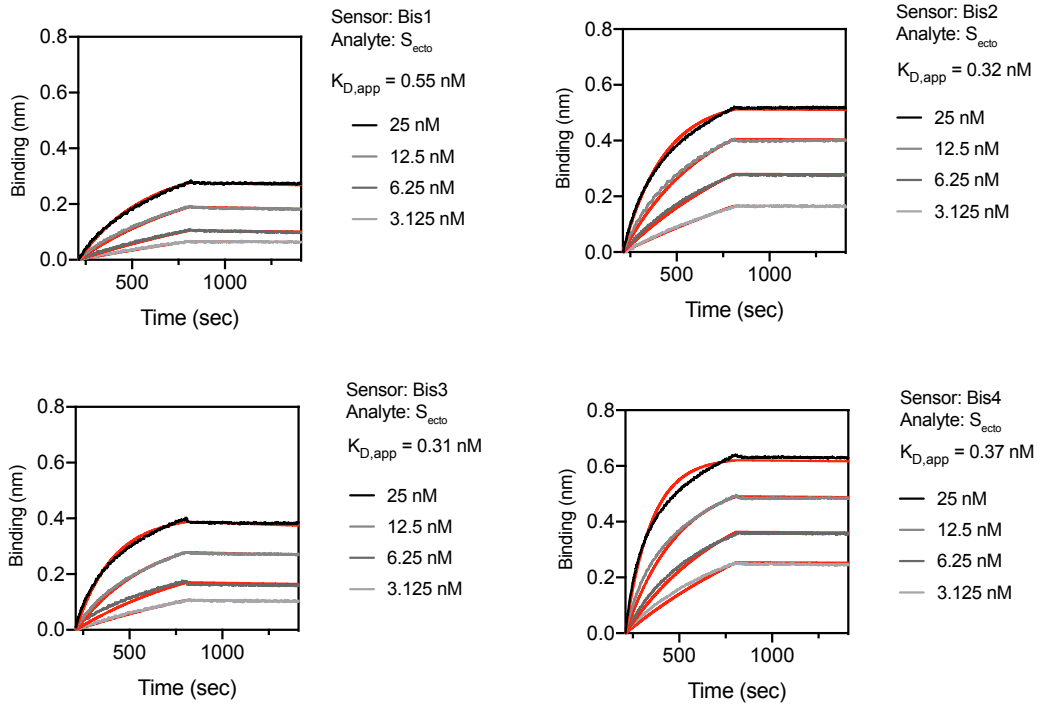 Sensor: Bis1
Analyte: Secto
KD,app = 0.55 nM
25 nM
12.5 nM
6.25 nM
3.125 nM
0.8
0.6
0.4
0.2
0.0
Binding (nm)
500
1000
Time (sec)
Sensor: Bis2
Analyte: Secto
KD,app = 0.32 nM
25 nM
12.5 nM
6.25 nM
3.125 nM
0.8
0.6
0.4
0.2
0.0
Binding (nm)
500
1000
Time (sec)
Sensor: Bis3
Analyte: Secto
KD,app = 0.31 nM
25 nM
12.5 nM
6.25 nM
3.125 nM
0.8
0.6
0.4
0.2
0.0
Binding (nm)
500
1000
Time (sec)
Sensor: Bis4
Analyte: Secto
KD,app = 0.37 nM
25 nM
12.5 nM
6.25 nM
3.125 nM
0.8
0.6
0.4
0.2
0.0
Binding (nm)
500
1000
Time (sec)